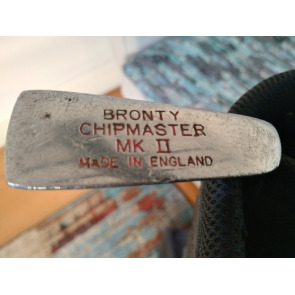 BRONTY
CHIPMASTER
MK II
MADE IN ENGLAND